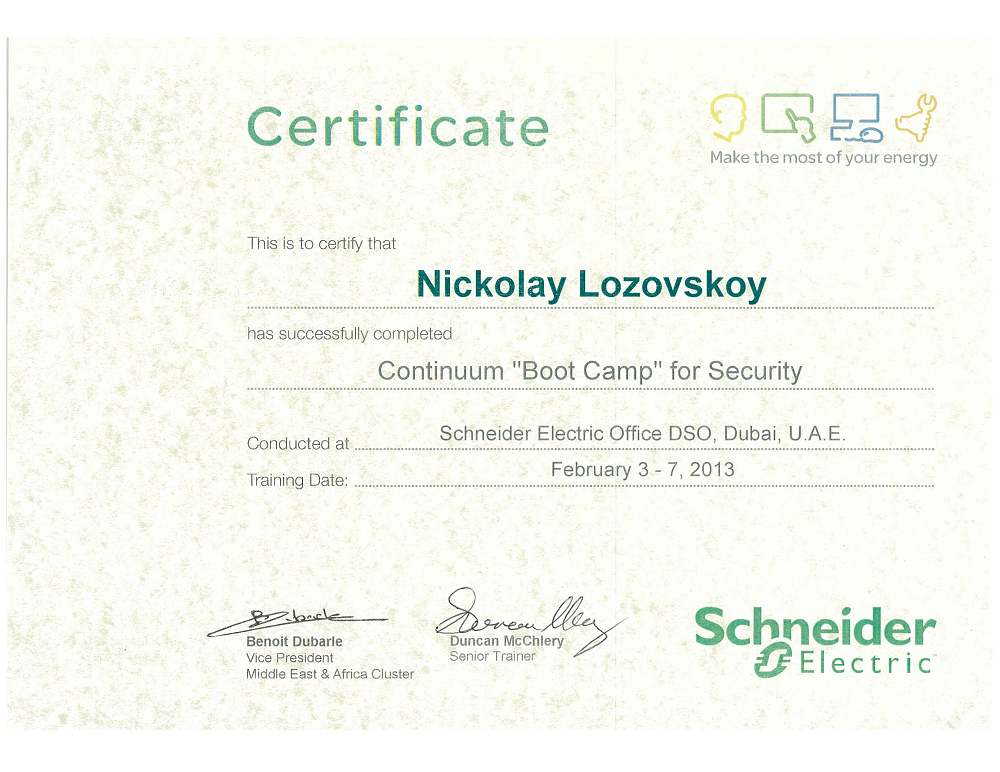 Certificate
Make the most of your energy
This is to certify that
Nickolay Lozovskoy
has successfully completed
Continuum "Boot Camp" for Security
Conducted at Schneider Electric Office DSO, Dubai, U.A.E.
Training Date: February 3 - 7, 2013
Benoit Dubarle
Vice President
Middle East & Africa Cluster
Duncan McChlery
Senior Trainer
Schneider
Electric